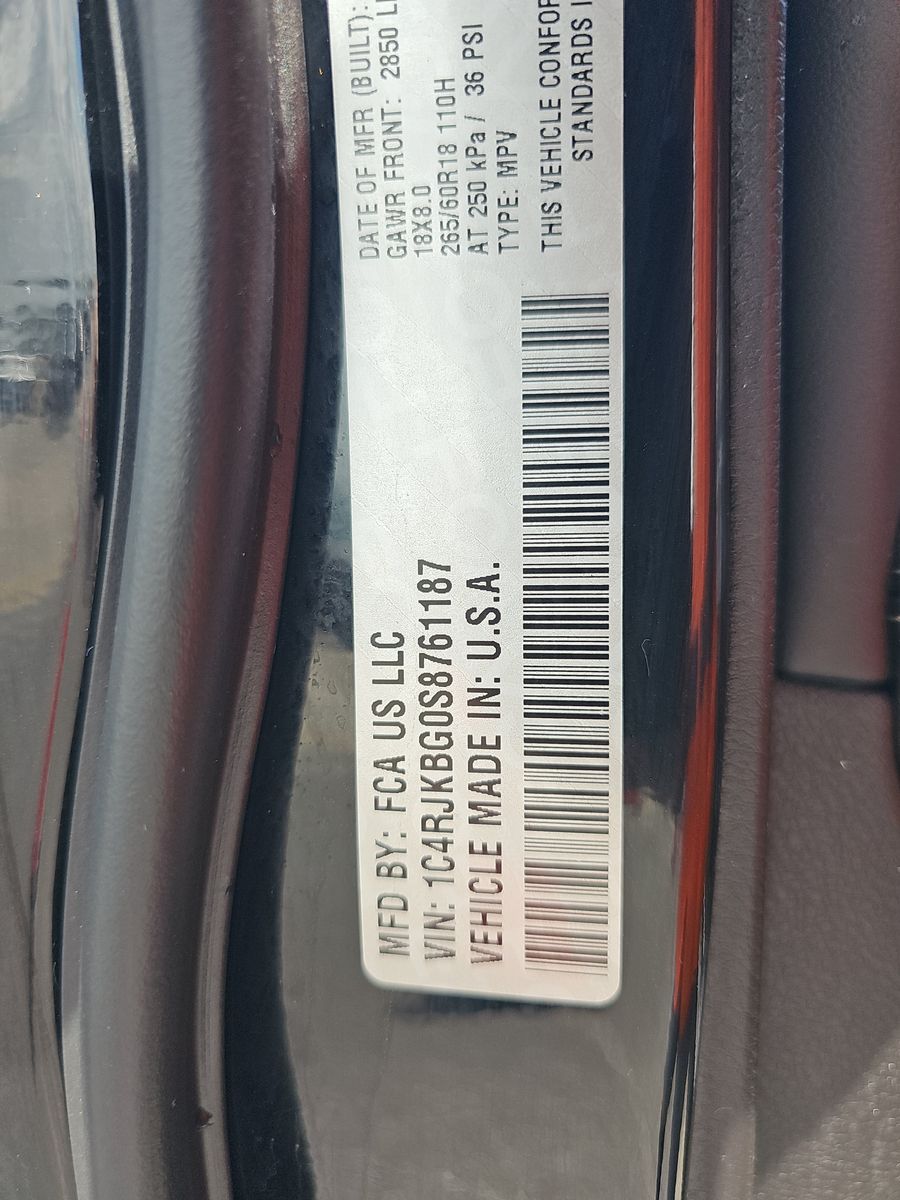 MFD BY: FCA US LLC
VIN: 1C4RJKBG0S8761187
VEHICLE MADE IN: U.S.A.
DATE OF MFR (BUILT):
GAWR FRONT: 2850
18X8.0
265/60R18 110H
AT 250 kPa / 36 PSI
TYPE: MPV
THIS VEHICLE
STANDARDS